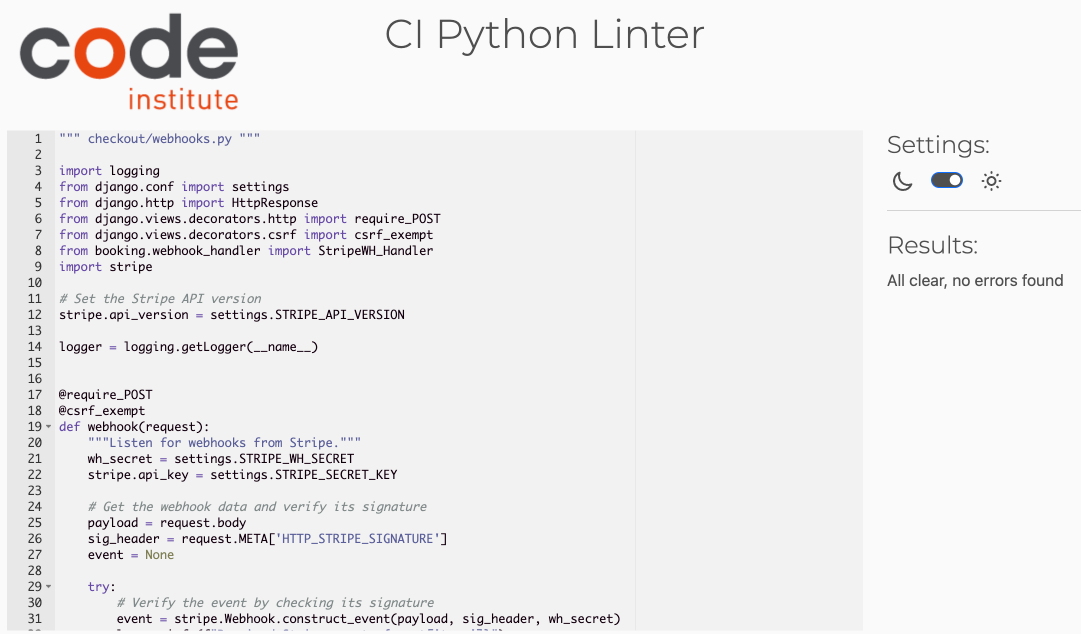 code
institute
CI Python Linter
1 """ checkout/webhooks.py """
2
3 import logging
4 from django.conf import settings
5 from django.http import HttpResponse
6 from django.views.decorators.http import require_POST
7 from django.views.decorators.csrf import csrf_exempt
8 from booking.webhook_handler import StripeWH_Handler
9 import stripe
10
11 # Set the Stripe API version
12 stripe.api_version = settings.STRIPE_API_VERSION
13
14 logger = logging.getLogger(__name__)
15
16
17 @require_POST
18 @csrf_exempt
19 def webhook(request):
20     """Listen for webhooks from Stripe."""
21     wh_secret = settings.STRIPE_WH_SECRET
22     stripe.api_key = settings.STRIPE_SECRET_KEY
23
24     # Get the webhook data and verify its signature
25     payload = request.body
26     sig_header = request.META['HTTP_STRIPE_SIGNATURE']
27     event = None
28
29     try:
30         # Verify the event by checking its signature
31         event = stripe.Webhook.construct_event(payload, sig_header, wh_secret)
Settings:
Results:
All clear, no errors found